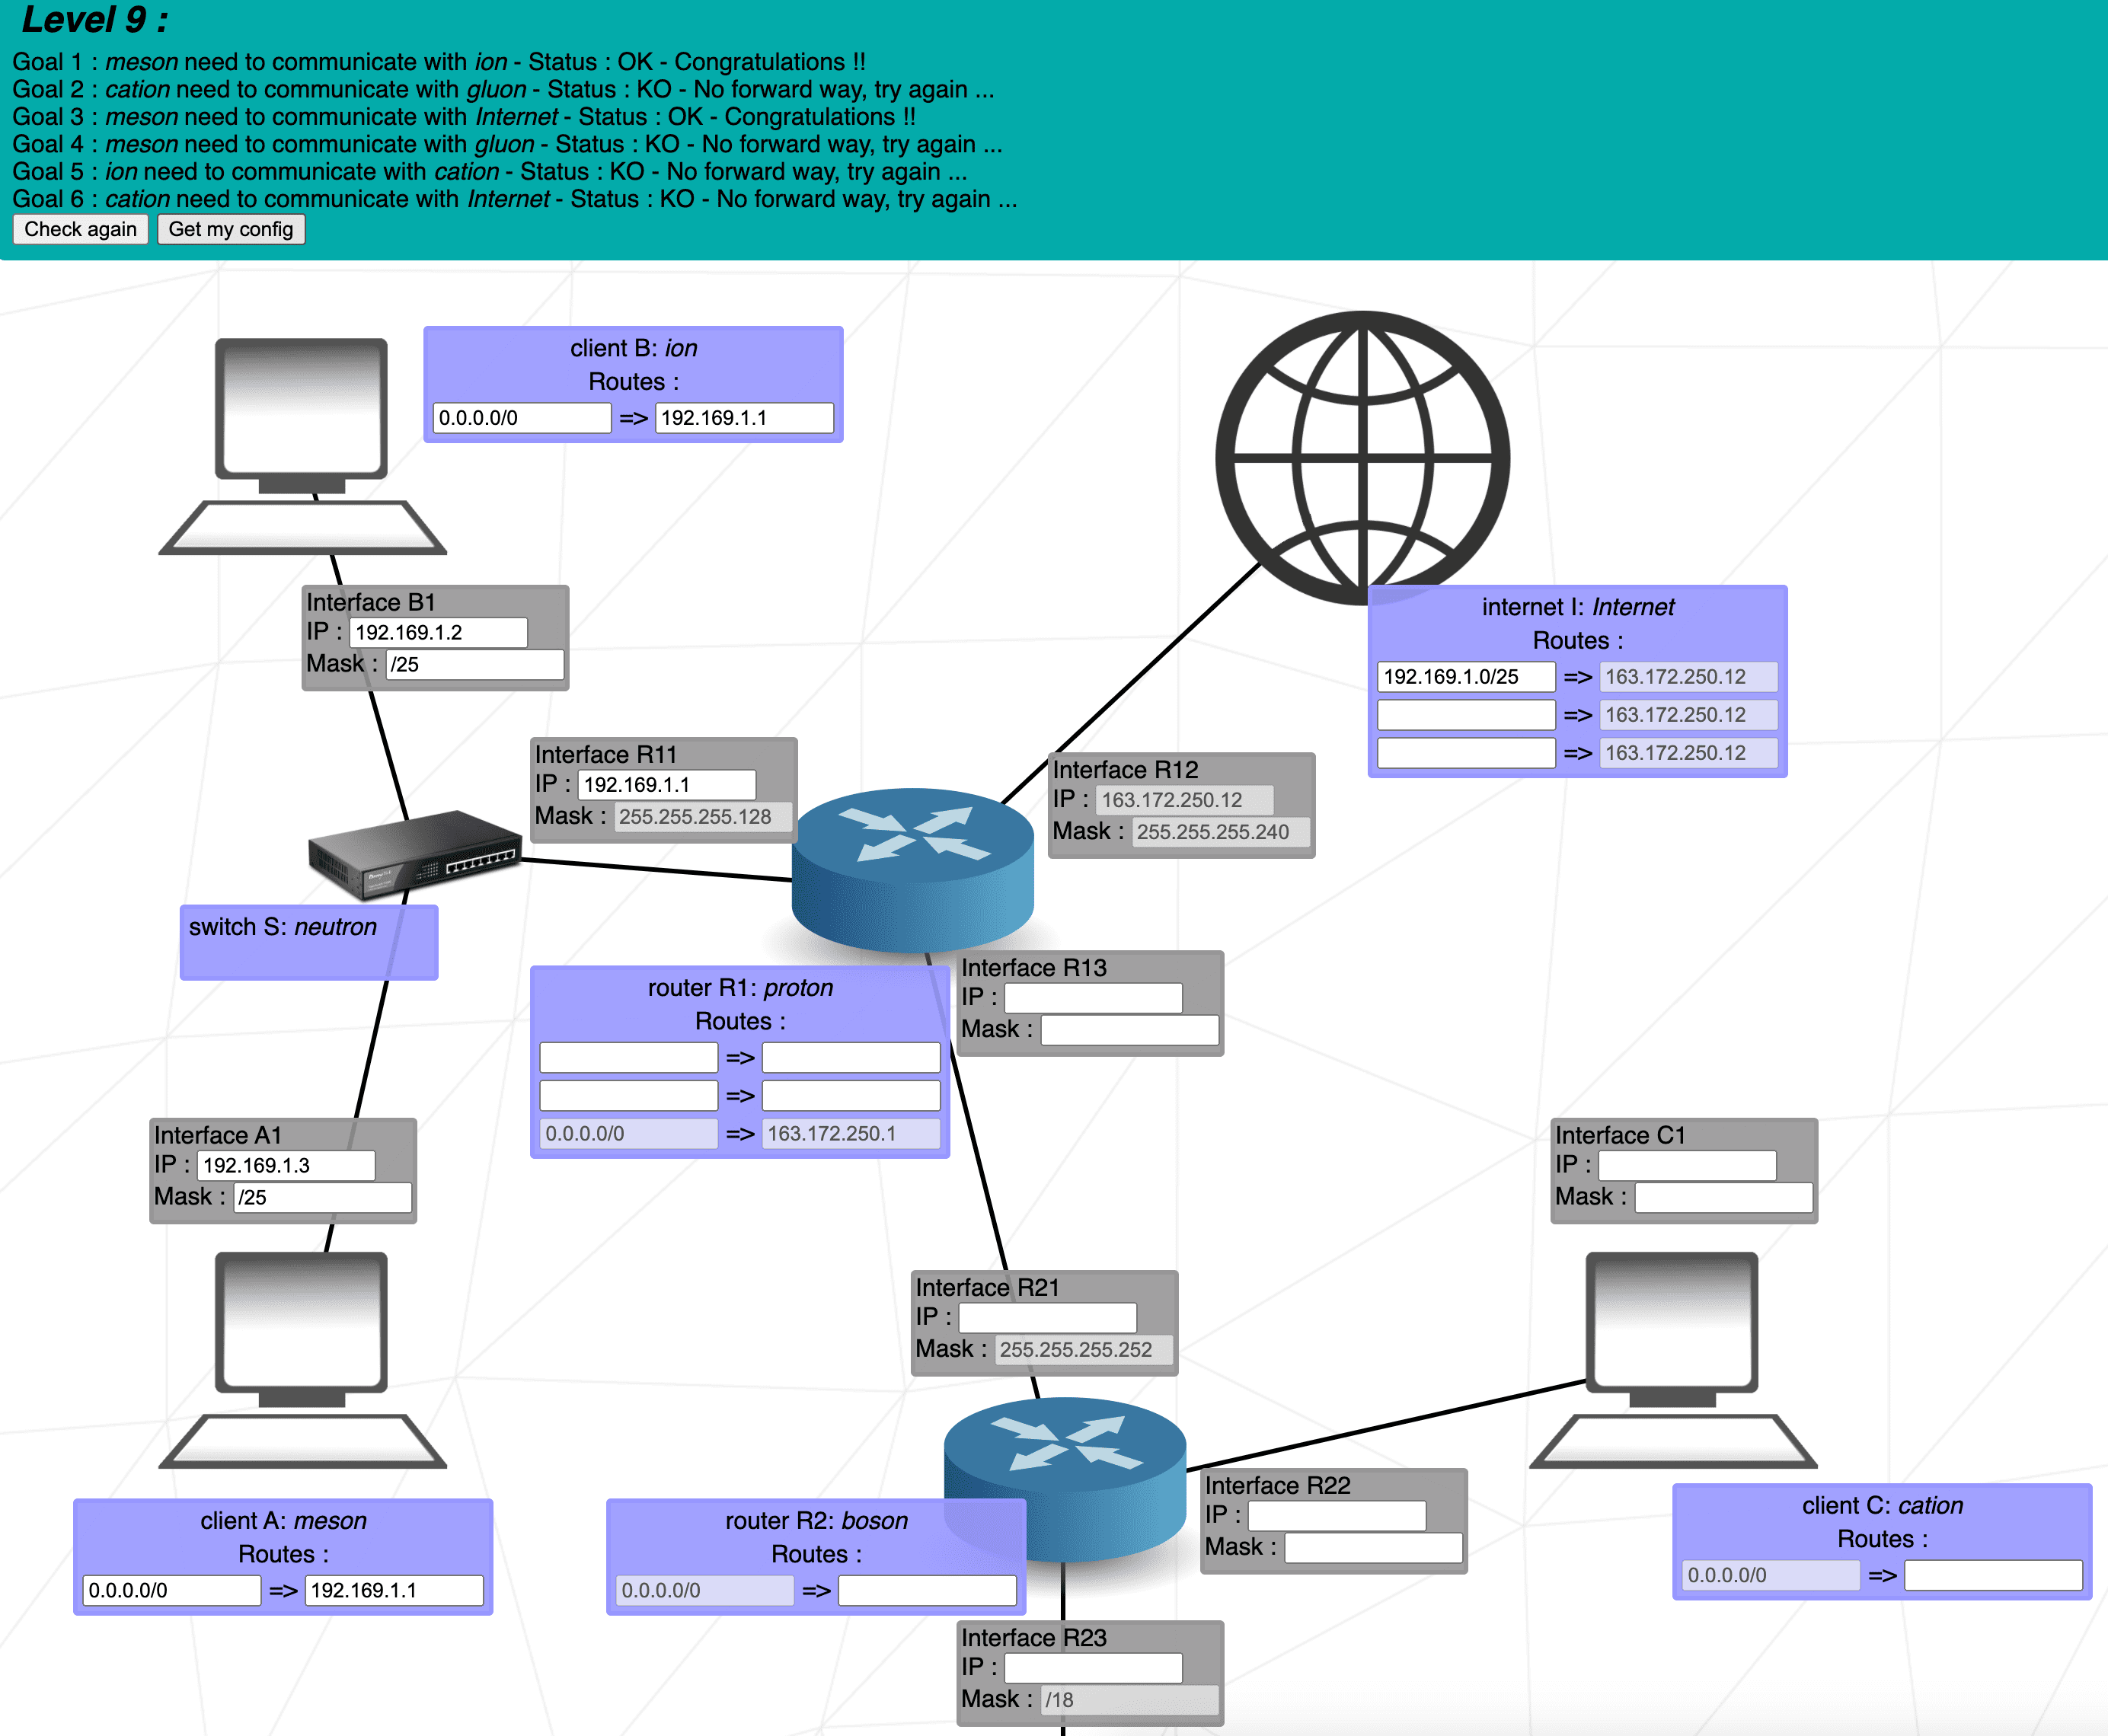 Level 9 :
Goal 1 : meson need to communicate with ion - Status : OK - Congratulations !!
Goal 2 : cation need to communicate with gluon - Status : KO - No forward way, try again ...
Goal 3 : meson need to communicate with Internet - Status : OK - Congratulations !!
Goal 4 : meson need to communicate with gluon - Status : KO - No forward way, try again ...
Goal 5 : ion need to communicate with cation - Status : KO - No forward way, try again ...
Goal 6 : cation need to communicate with Internet - Status : KO - No forward way, try again ...
Check again Get my config
client B: ion
Routes :
0.0.0.0/0 => 192.169.1.1
Interface B1
IP : 192.169.1.2
Mask : /25
internet I: Internet
Routes :
192.169.1.0/25 => 163.172.250.12
=> 163.172.250.12
=> 163.172.250.12
Interface R11
IP : 192.169.1.1
Mask : 255.255.255.128
Interface R12
IP : 163.172.250.12
Mask : 255.255.255.240
switch S: neutron
router R1: proton
Routes :
=>
=>
0.0.0.0/0 => 163.172.250.1
Interface R13
IP :
Mask :
Interface A1
IP : 192.169.1.3
Mask : /25
Interface C1
IP :
Mask :
Interface R21
IP :
Mask : 255.255.255.252
client A: meson
Routes :
0.0.0.0/0 => 192.169.1.1
router R2: boson
Routes :
0.0.0.0/0 =>
Interface R22
IP :
Mask :
client C: cation
Routes :
0.0.0.0/0 =>
Interface R23
IP :
Mask : /18